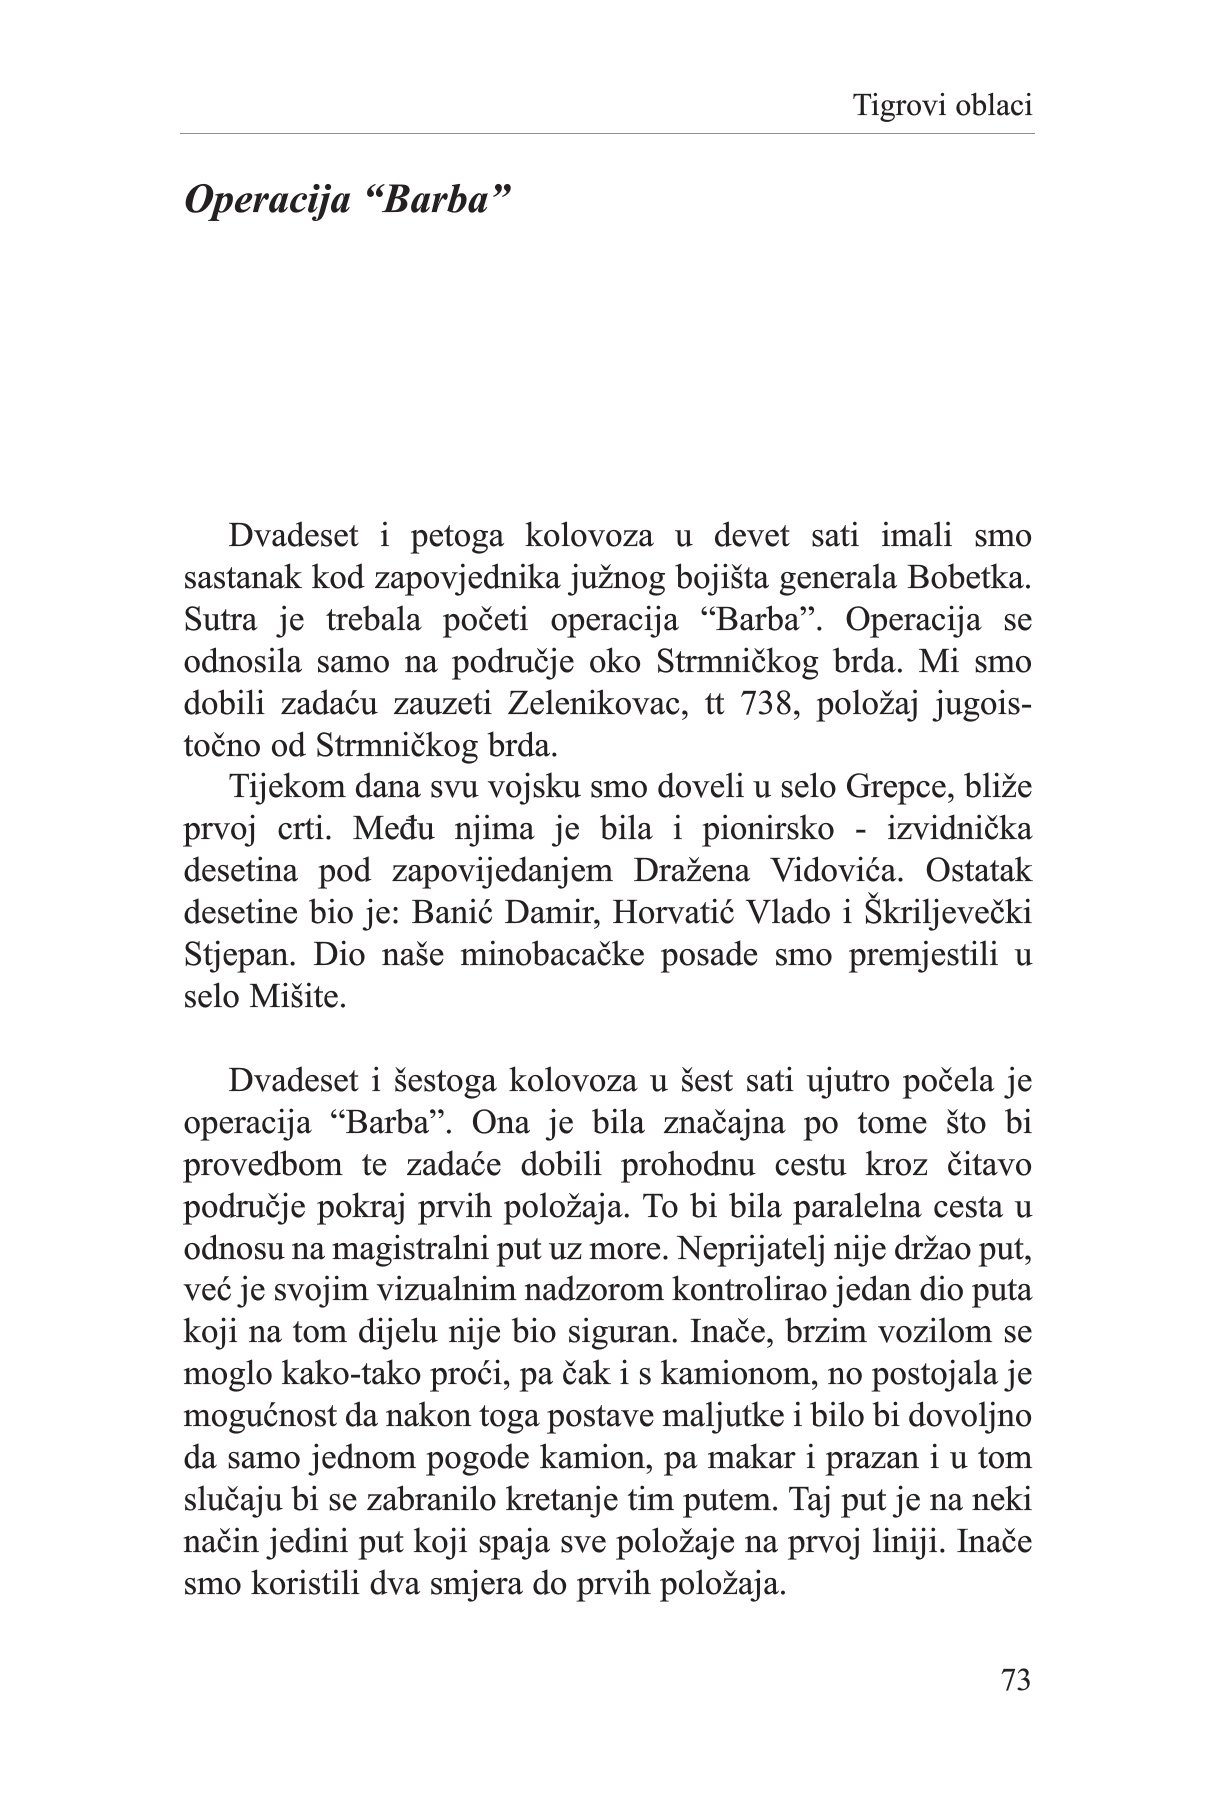 Tigrovi oblaci
Operacija “Barba”
Dvadeset i petoga kolovoza u devet sati imali smo
sastanak kod zapovjednika južnog bojišta generala Bobetka.
Sutra je trebala početi operacija “Barba”. Operacija se
odnosila samo na područje oko Strmničkog brda. Mi smo
dobili zadaću zauzeti Zelenikovac, tt 738, položaj jugois-
točno od Strmničkog brda.
Tijekom dana svu vojsku smo doveli u selo Grepce, bliže
prvoj crti. Među njima je bila i pionirsko - izvidnička
desetina pod zapovijedanjem Dražena Vidovića. Ostatak
desetine bio je: Banić Damir, Horvatić Vlado i Škriljevečki
Stjepan. Dio naše minobacačke posade smo premjestili u
selo Mišite.
Dvadeset i šestoga kolovoza u šest sati ujutro počela je
operacija “Barba”. Ona je bila značajna po tome što bi
provedbom te zadaće dobili prohodnu cestu kroz čitavo
područje pokraj prvih položaja. To bi bila paralelna cesta u
odnosu na magistralni put uz more. Neprijatelj nije držao put,
već je svojim vizualnim nadzorom kontrolirao jedan dio puta
koji na tom dijelu nije bio siguran. Inače, brzim vozilom se
moglo kako-tako proći, pa čak i s kamionom, no postojala je
mogućnost da nakon toga postave maljutke i bilo bi dovoljno
da samo jednom pogode kamion, pa makar i prazan i u tom
slučaju bi se zabranilo kretanje tim putem. Taj put je na neki
način jedini put koji spaja sve položaje na prvoj liniji. Inače
smo koristili dva smjera do prvih položaja.
73